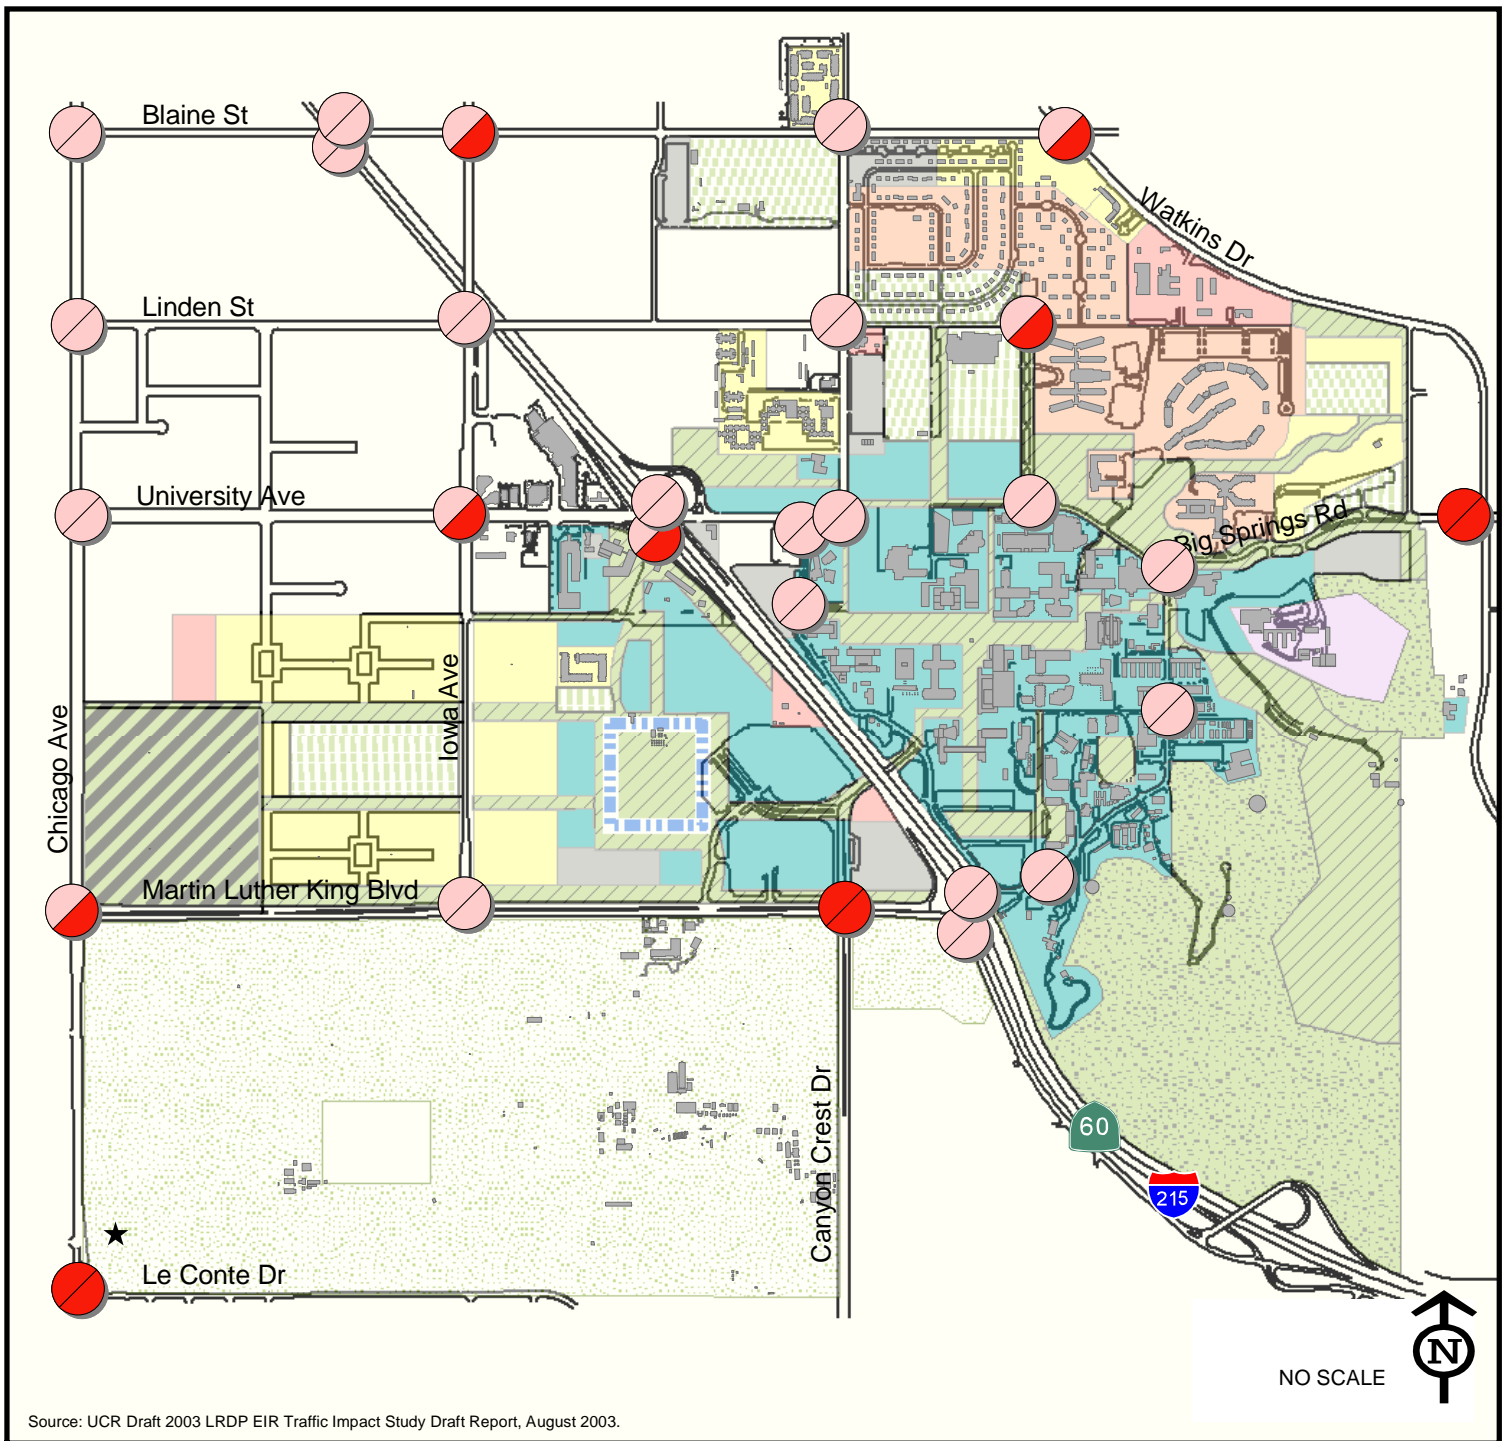 Blaine St
Watkins Dr
Linden St
University Ave
Big Springs Rd
Iowa Ave
Chicago Ave
Martin Luther King Blvd
Canyon Crest Dr
60
215
Le Conte Dr
N
NO SCALE
Source: UCR Draft 2003 LRDP EIR Traffic Impact Study Draft Report, August 2003.